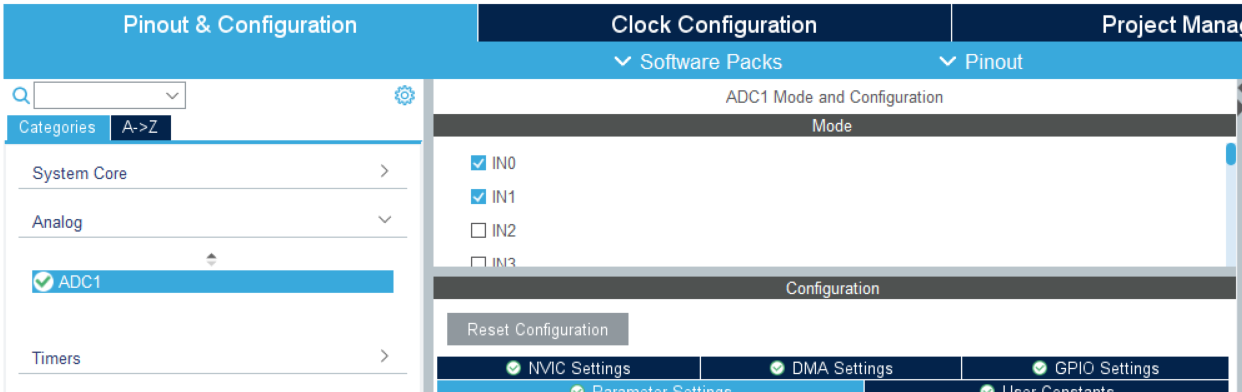 Pinout & Configuration
Clock Configuration
Project Mana
Software Packs
Pinout
Categories
A->Z
System Core
Analog
ADC1
Timers
ADC1 Mode and Configuration
Mode
IN0
IN1
IN2
IN3
Configuration
Reset Configuration
NVIC Settings
DMA Settings
GPIO Settings
Parameter Settings
User Constants